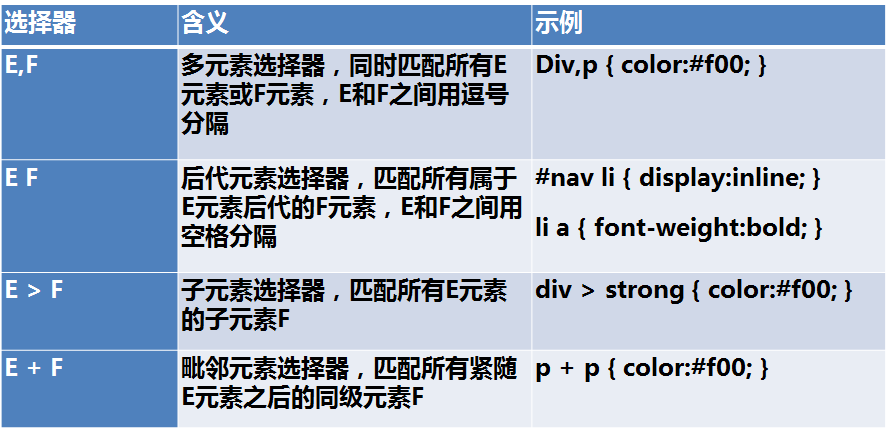 选择器 含义 示例
E,F
多元素选择器，同时匹配所有E
元素或F元素，E和F之间用逗号
分隔
Div,p { color:#f00; }
E F
后代元素选择器，匹配所有属于
E元素后代的F元素，E和F之间用
空格分隔
#nav li { display:inline; }
li a { font-weight:bold; }
E > F
子元素选择器，匹配所有E元素
的子元素F
div > strong { color:#f00; }
E + F
毗邻元素选择器，匹配所有紧随
E元素之后的同级元素F
p + p { color:#f00; }